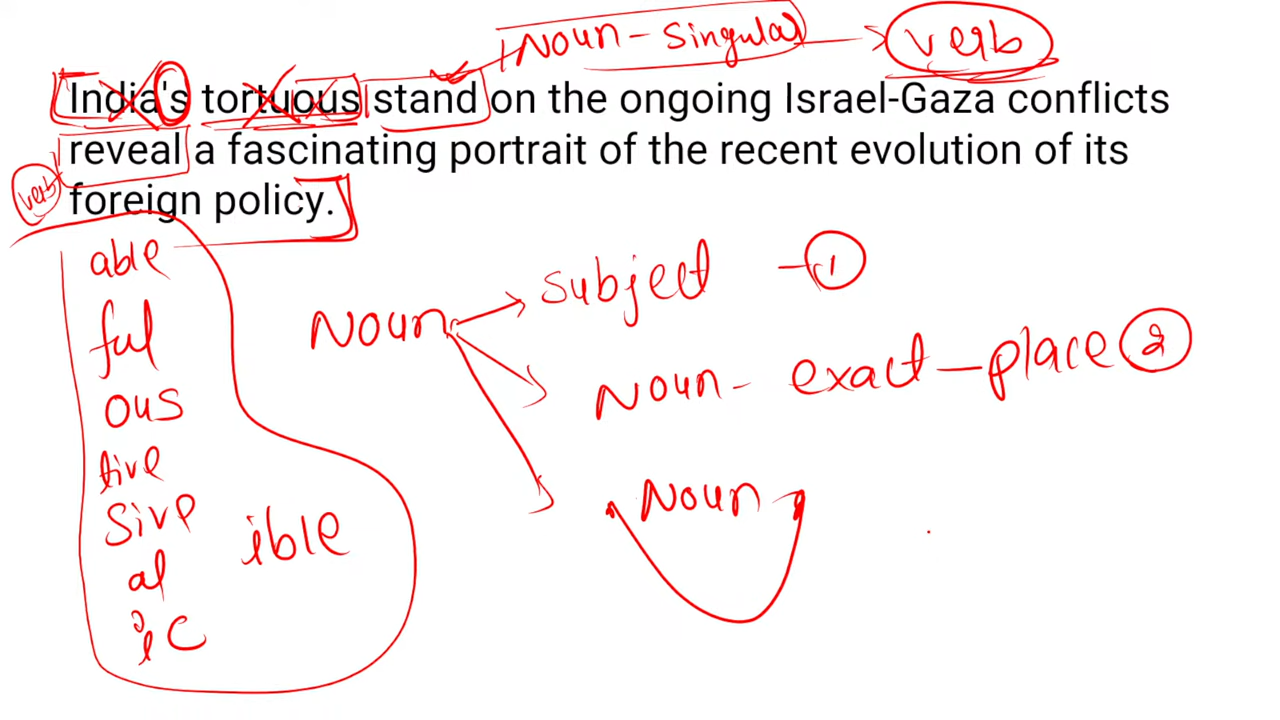 Noun - Singular verb
India's tortuous stand on the ongoing Israel-Gaza conflicts
reveal a fascinating portrait of the recent evolution of its
verb
foreign policy.
able
subject - 1
ful
Noun
Noun - exact - place 2
ous
tive
Noun
Sive
ible
al
ic